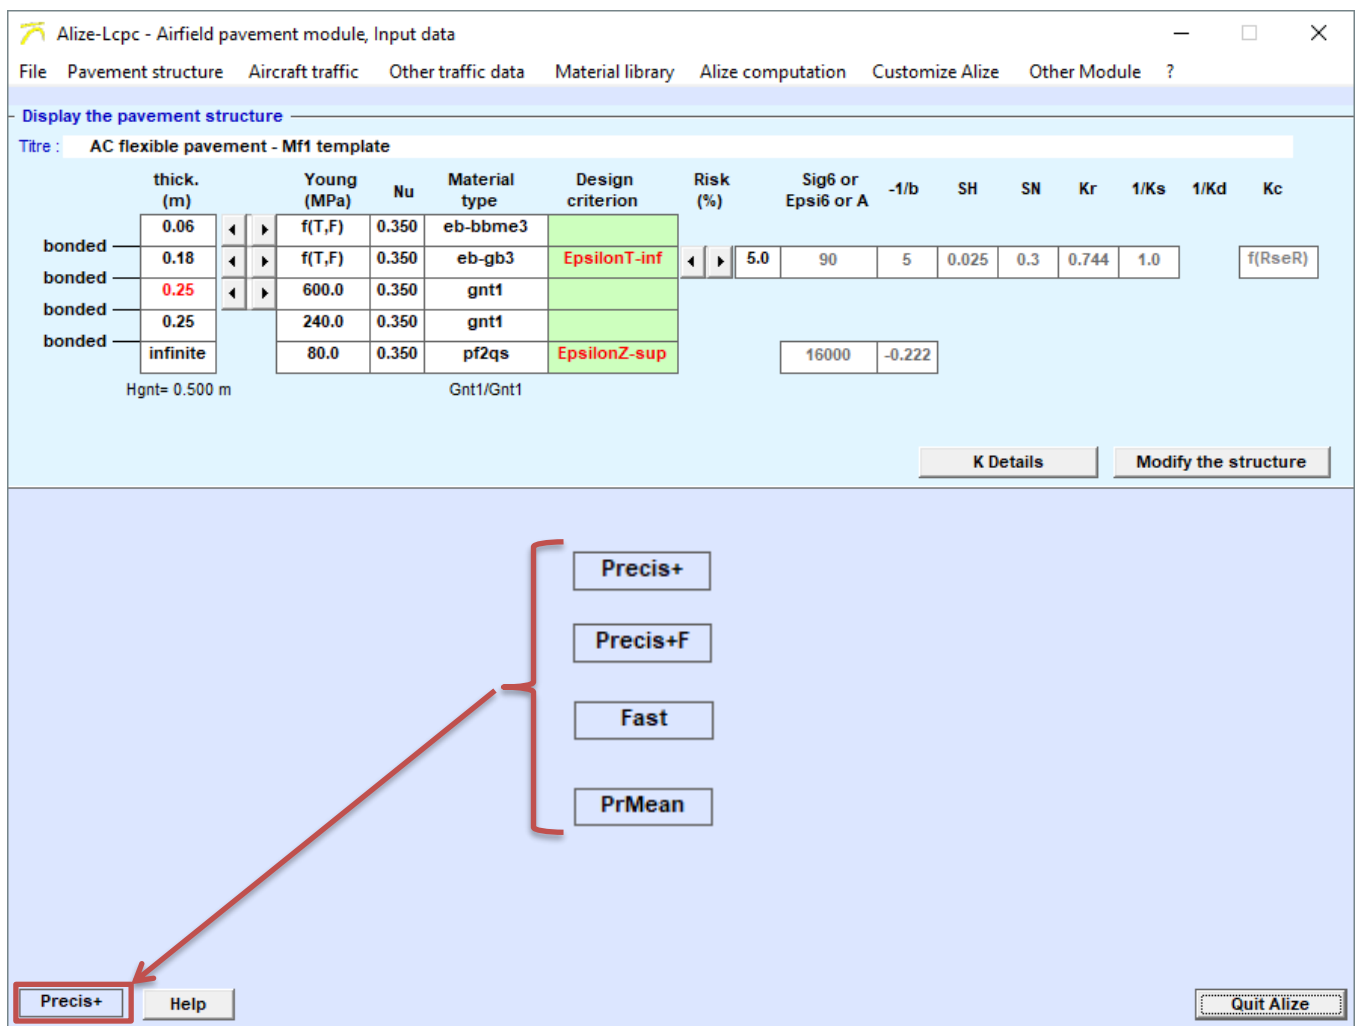 Alize-Lcpc - Airfield pavement module, Input data
File Pavement structure Aircraft traffic Other traffic data Material library Alize computation Customize Alize Other Module ?
Display the pavement structure
Titre : AC flexible pavement - Mf1 template
thick. (m) Young (MPa) Nu Material type Design criterion Risk (%) Sig6 or Epsi6 or A -1/b SH SN Kr 1/Ks 1/Kd Kc
0.06 f(T,F) 0.350 eb-bbme3
bonded
0.18 f(T,F) 0.350 eb-gb3 EpsilonT-inf 5.0 90 5 0.025 0.3 0.744 1.0 f(RseR)
bonded
0.25 600.0 0.350 gnt1
bonded
0.25 240.0 0.350 gnt1
bonded
infinite 80.0 0.350 pf2qs EpsilonZ-sup 16000 -0.222
Hgnt= 0.500 m Gnt1/Gnt1
K Details Modify the structure
Precis+
Precis+F
Fast
PrMean
Precis+ Help Quit Alize